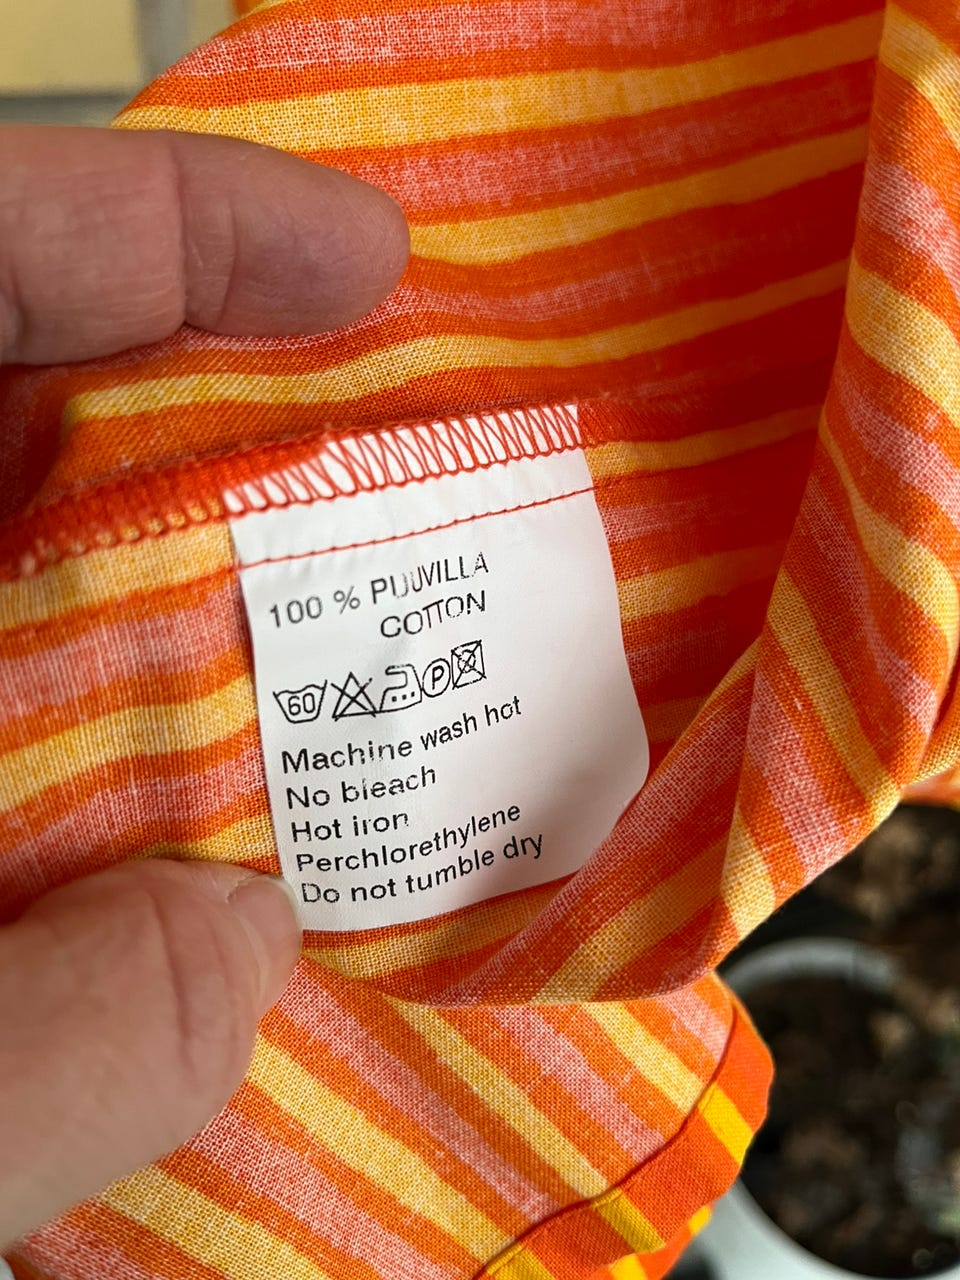 100 % PUUVILLA
COTTON
60 P
Machine wash hot
No bleach
Hot iron
Perchlorethylene
Do not tumble dry